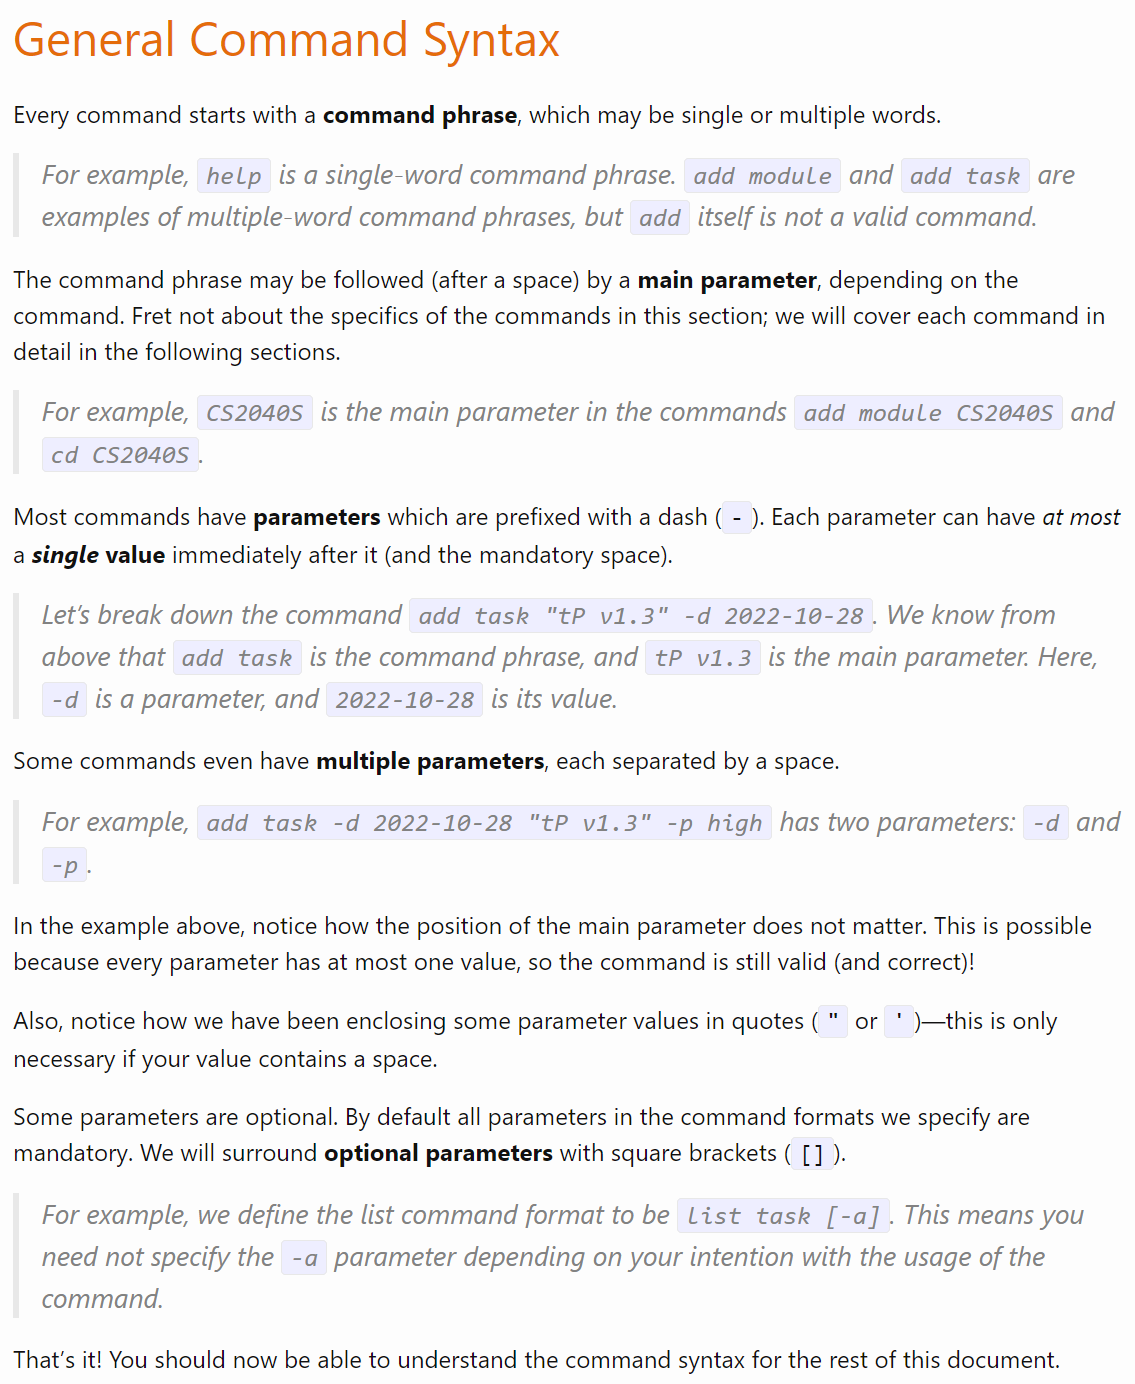 General Command Syntax
Every command starts with a command phrase, which may be single or multiple words.
For example, help is a single-word command phrase. add module and add task are
examples of multiple-word command phrases, but add itself is not a valid command.
The command phrase may be followed (after a space) by a main parameter, depending on the
command. Fret not about the specifics of the commands in this section; we will cover each command in
detail in the following sections.
For example, CS2040S is the main parameter in the commands add module CS2040S and
cd CS2040S.
Most commands have parameters which are prefixed with a dash ( - ). Each parameter can have at most
a single value immediately after it (and the mandatory space).
Let's break down the command add task "tP v1.3" -d 2022-10-28. We know from
above that add task is the command phrase, and tP v1.3 is the main parameter. Here,
-d is a parameter, and 2022-10-28 is its value.
Some commands even have multiple parameters, each separated by a space.
For example, add task -d 2022-10-28 "tP v1.3" -p high has two parameters: -d and
-p.
In the example above, notice how the position of the main parameter does not matter. This is possible
because every parameter has at most one value, so the command is still valid (and correct)!
Also, notice how we have been enclosing some parameter values in quotes ( " or ' )—this is only
necessary if your value contains a space.
Some parameters are optional. By default all parameters in the command formats we specify are
mandatory. We will surround optional parameters with square brackets ( [] ).
For example, we define the list command format to be list task [-a]. This means you
need not specify the -a parameter depending on your intention with the usage of the
command.
That's it! You should now be able to understand the command syntax for the rest of this document.